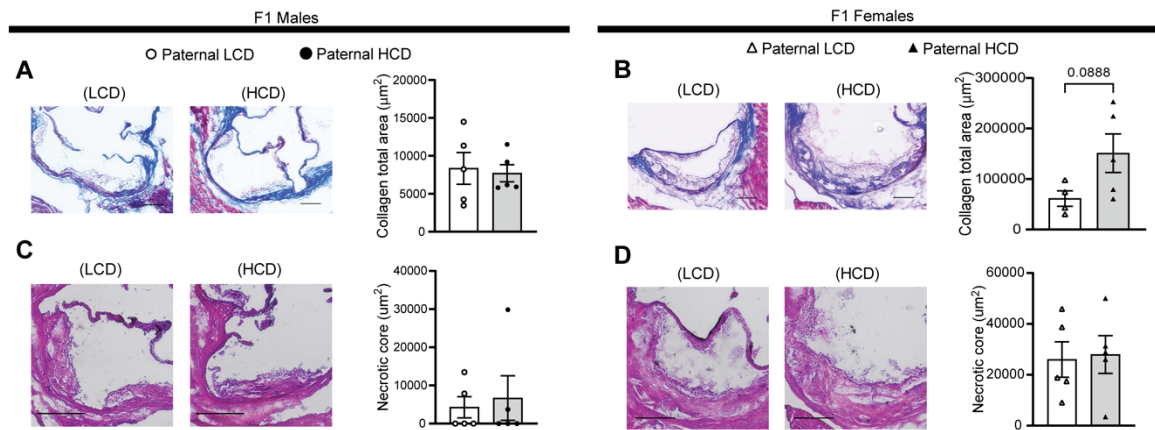 F1 Males
F1 Females
Paternal LCD Paternal HCD
Paternal LCD Paternal HCD
A
(LCD) (HCD)
Collagen total area (μm²)
20000
15000
10000
5000
0
B
(LCD) (HCD)
Collagen total area (μm²)
300000
200000
100000
0
0.0888
C
(LCD) (HCD)
Necrotic core (um²)
40000
30000
20000
10000
0
D
(LCD) (HCD)
Necrotic core (um²)
60000
40000
20000
0